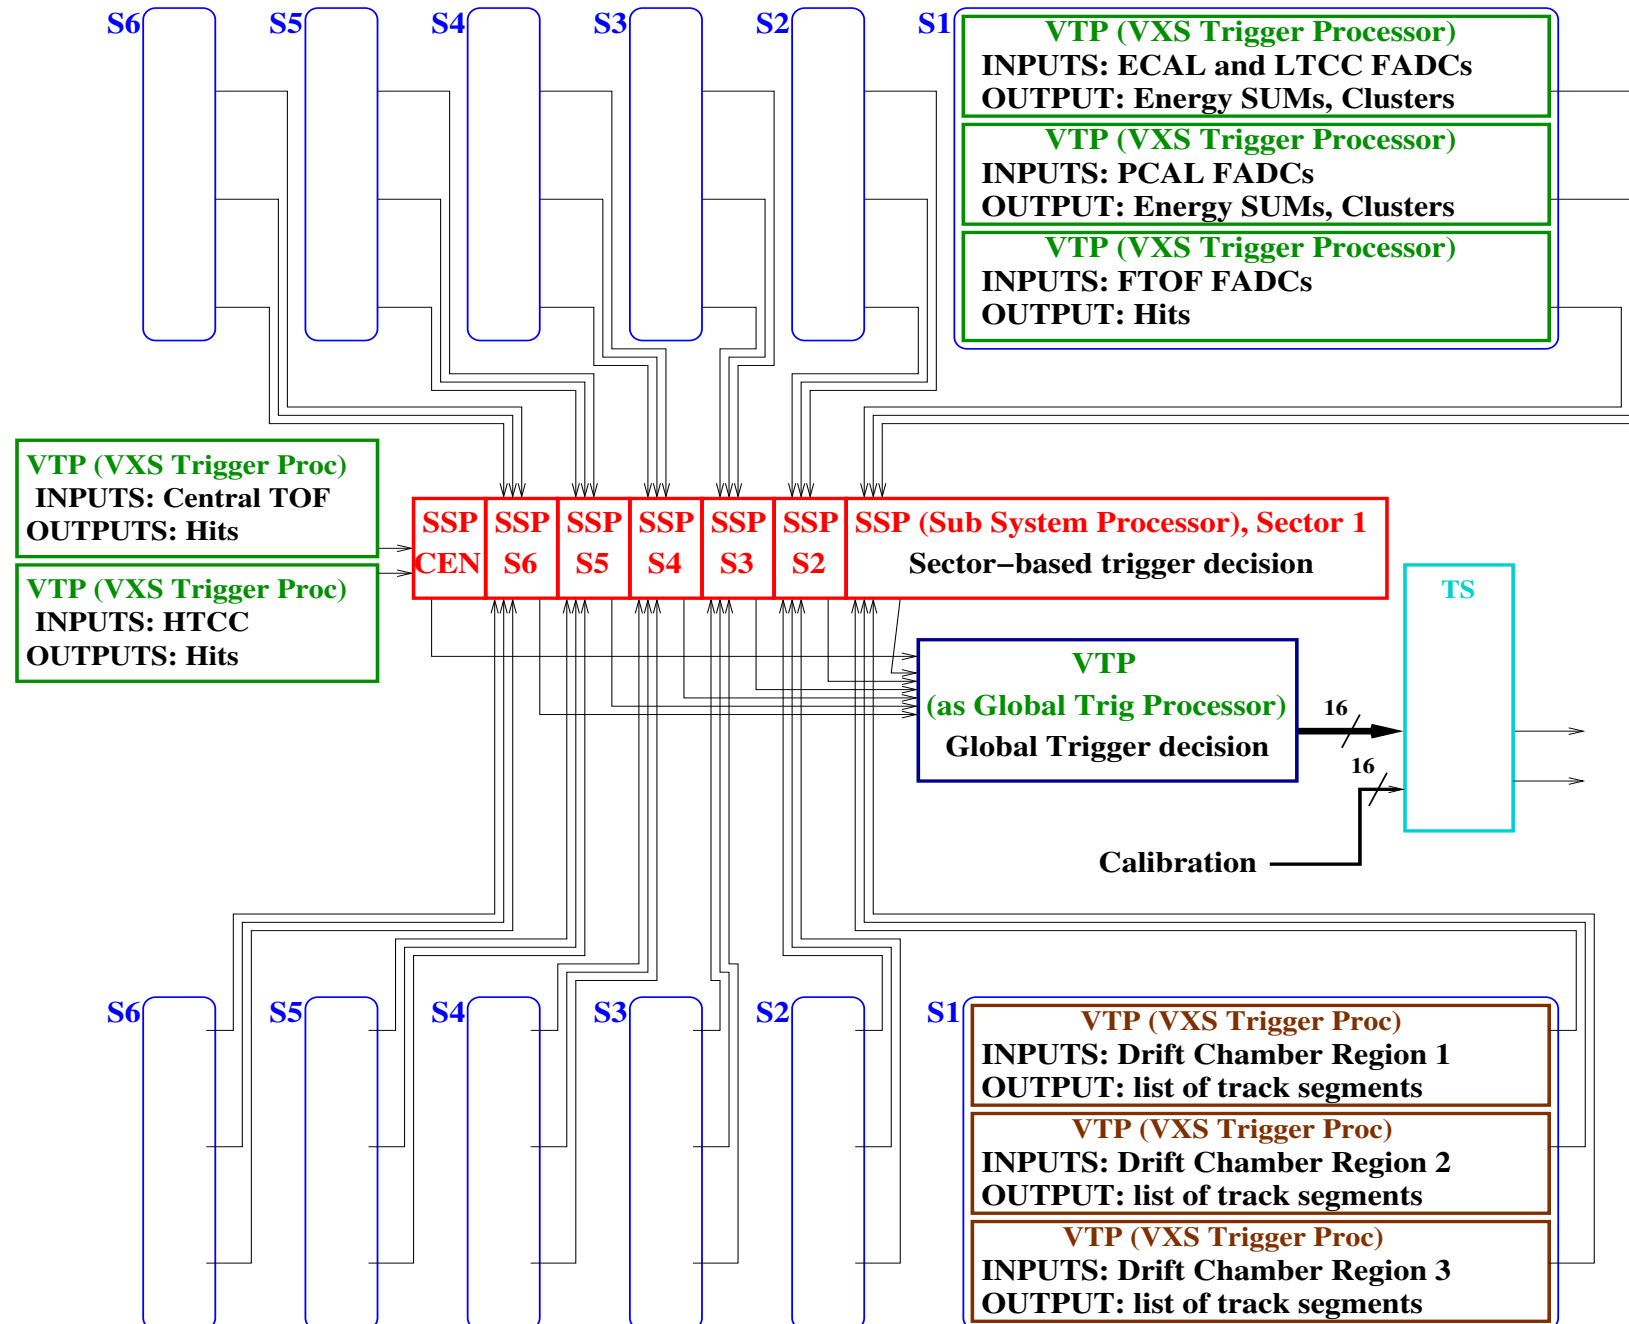 S6
S5
S4
S3
S2
S1
VTP (VXS Trigger Processor)
INPUTS: ECAL and LTCC FADCs
OUTPUT: Energy SUMs, Clusters
VTP (VXS Trigger Processor)
INPUTS: PCAL FADCs
OUTPUT: Energy SUMs, Clusters
VTP (VXS Trigger Processor)
INPUTS: FTOF FADCs
OUTPUT: Hits
VTP (VXS Trigger Proc)
INPUTS: Central TOF
OUTPUTS: Hits
VTP (VXS Trigger Proc)
INPUTS: HTCC
OUTPUTS: Hits
SSP
CEN
SSP
S6
SSP
S5
SSP
S4
SSP
S3
SSP
S2
SSP (Sub System Processor), Sector 1
Sector−based trigger decision
VTP
(as Global Trig Processor)
Global Trigger decision
16
16
Calibration
TS
S6
S5
S4
S3
S2
S1
VTP (VXS Trigger Proc)
INPUTS: Drift Chamber Region 1
OUTPUT: list of track segments
VTP (VXS Trigger Proc)
INPUTS: Drift Chamber Region 2
OUTPUT: list of track segments
VTP (VXS Trigger Proc)
INPUTS: Drift Chamber Region 3
OUTPUT: list of track segments